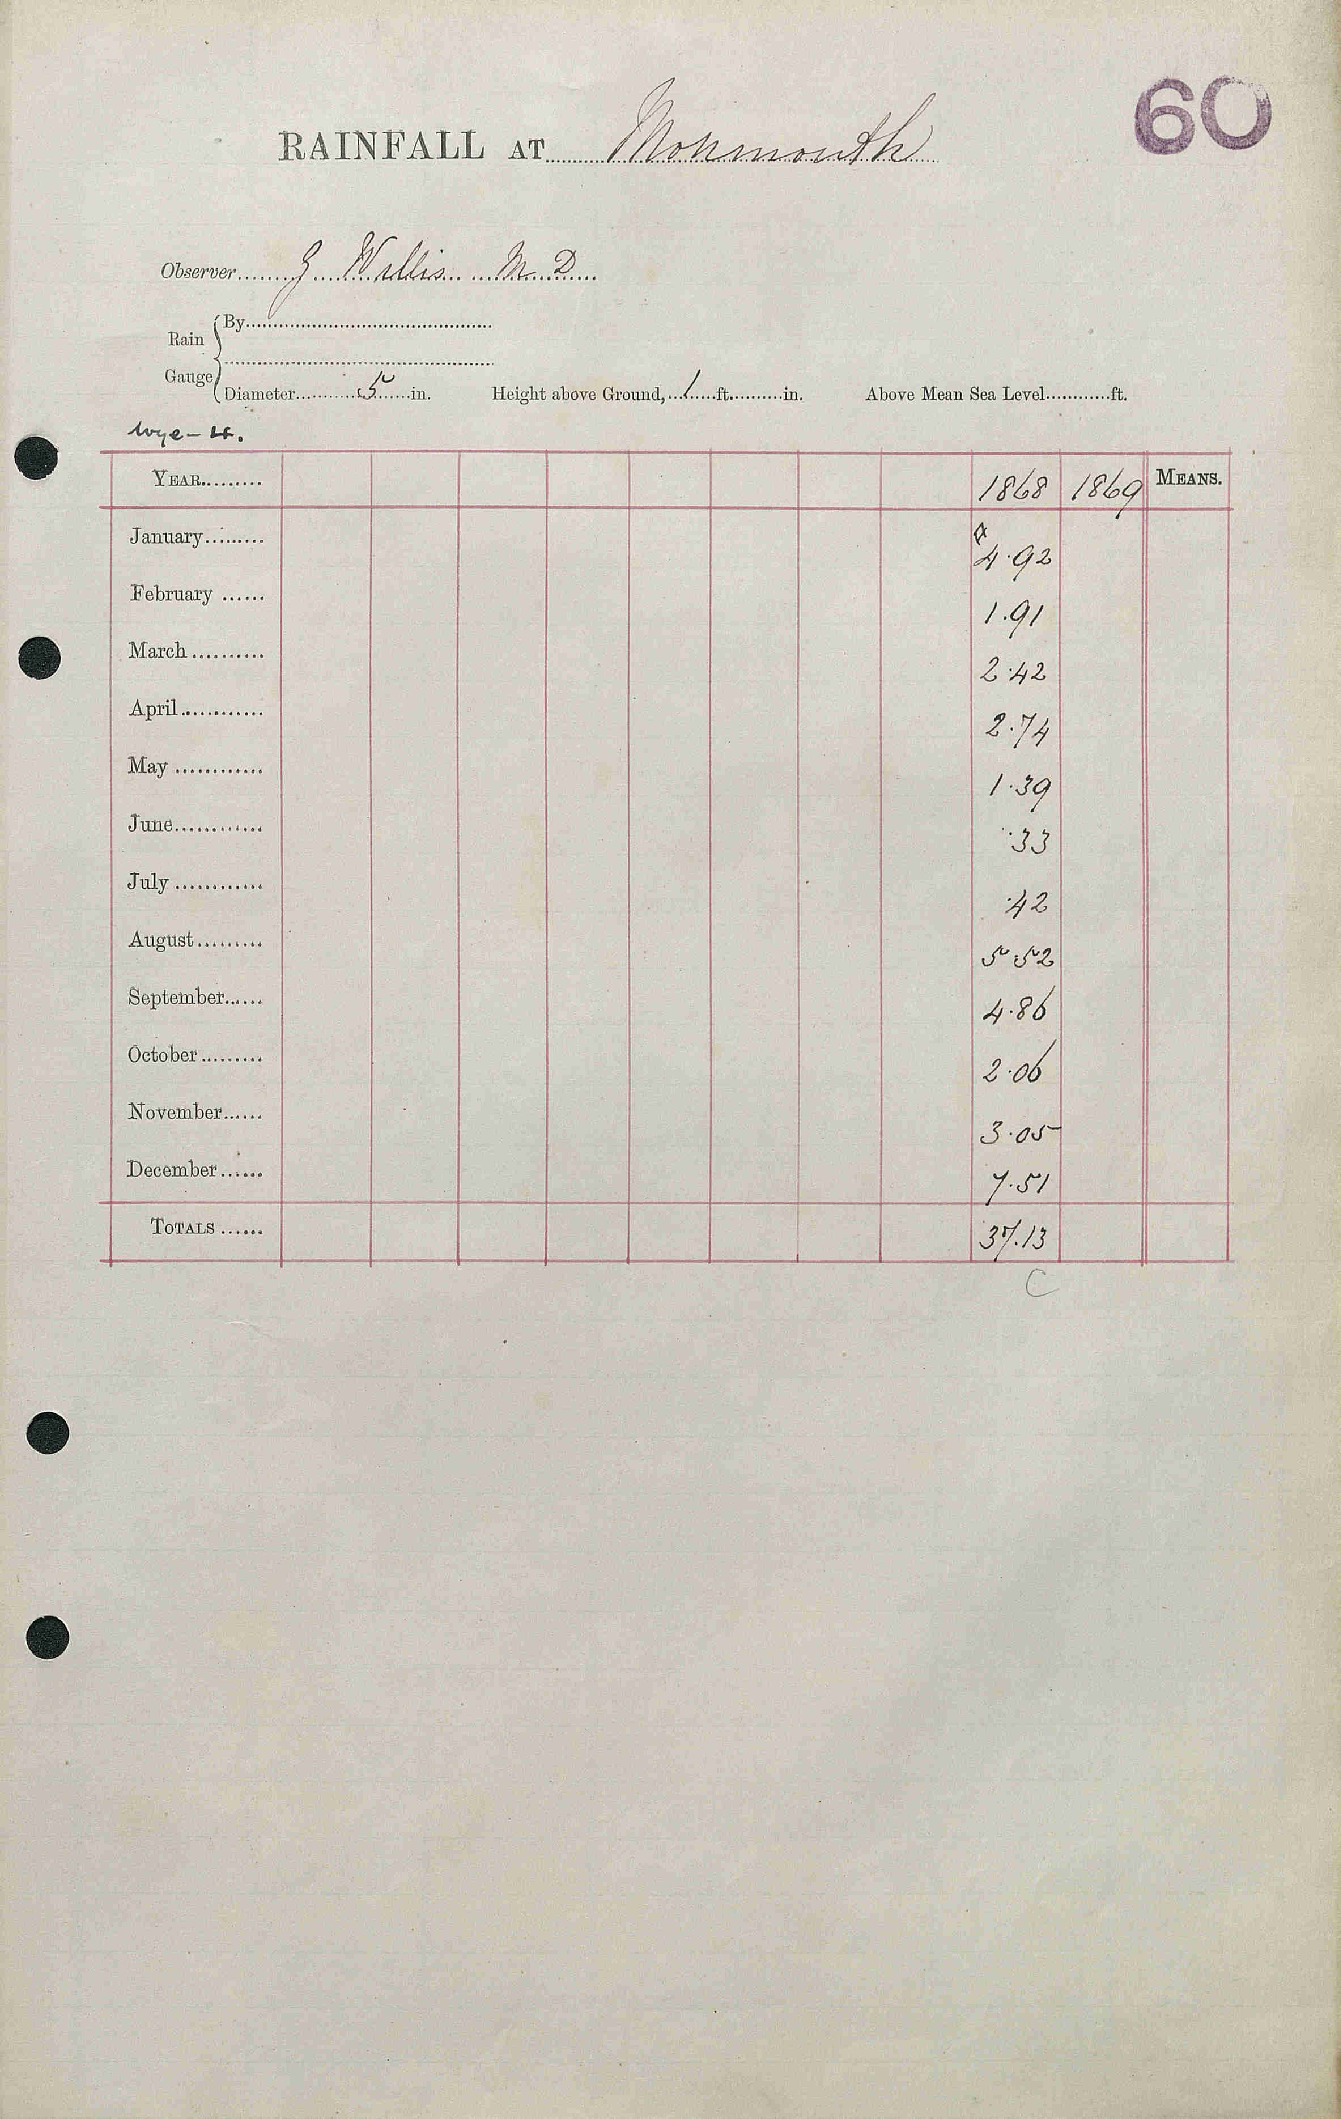 60
RAINFALL AT Monmouth
Observer G Willis M D
Rain Gauge
By
Diameter 5 in. Height above Ground, 1 ft. in. Above Mean Sea Level ft.
Wye - 4.
YEAR 1868 1869 MEANS.
January 4.92
February 1.91
March 2.42
April 2.74
May 1.39
June .33
July .42
August 5.52
September 4.86
October 2.06
November 3.05
December 7.51
TOTALS 37.13
C